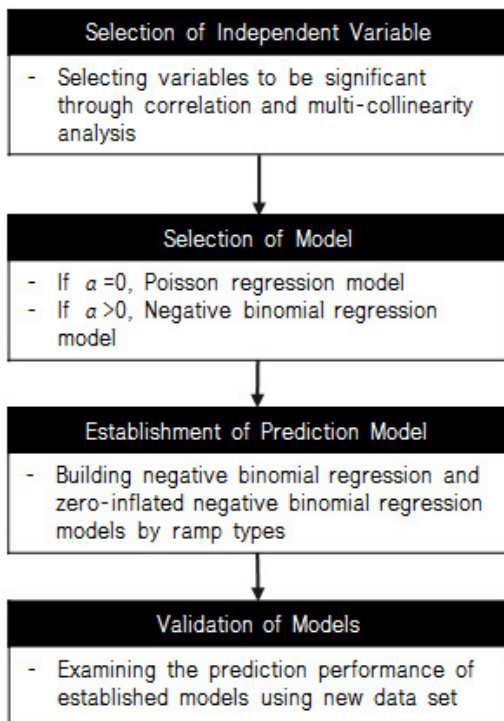 Selection of Independent Variable
- Selecting variables to be significant
through correlation and multi-collinearity
analysis
Selection of Model
- If α=0, Poisson regression model
- If α>0, Negative binomial regression
model
Establishment of Prediction Model
- Building negative binomial regression and
zero-inflated negative binomial regression
models by ramp types
Validation of Models
- Examining the prediction performance of
established models using new data set